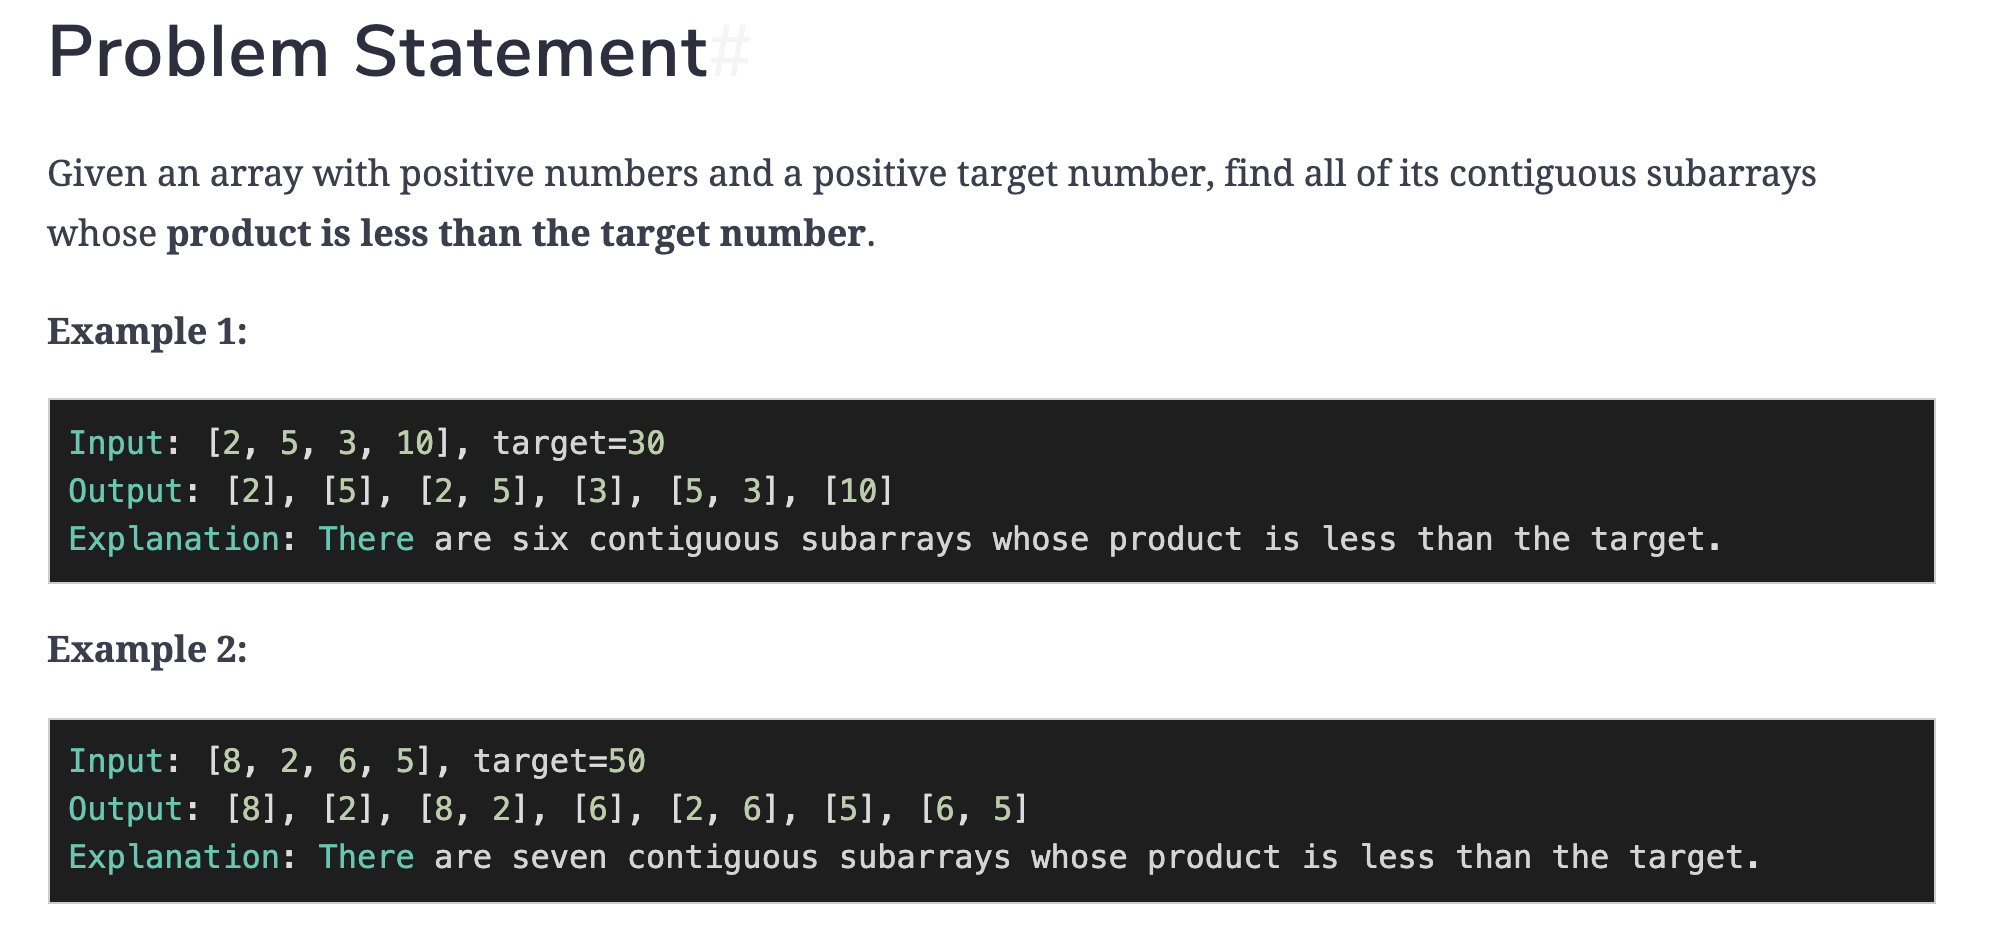 Problem Statement#
Given an array with positive numbers and a positive target number, find all of its contiguous subarrays
whose product is less than the target number.
Example 1:
Input: [2, 5, 3, 10], target=30
Output: [2], [5], [2, 5], [3], [5, 3], [10]
Explanation: There are six contiguous subarrays whose product is less than the target.
Example 2:
Input: [8, 2, 6, 5], target=50
Output: [8], [2], [8, 2], [6], [2, 6], [5], [6, 5]
Explanation: There are seven contiguous subarrays whose product is less than the target.